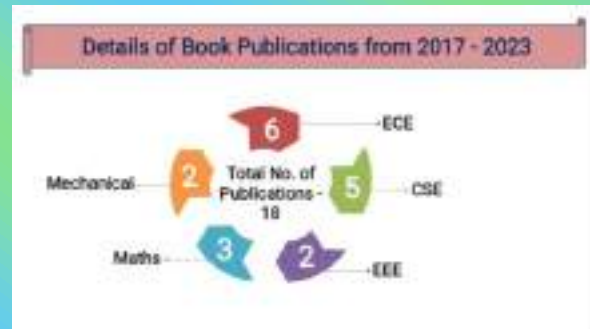 Details of Book Publications from 2017 - 2023
6
ECE
2
Mechanical
Total No. of
Publications -
18
5
CSE
3
Maths
2
EEE